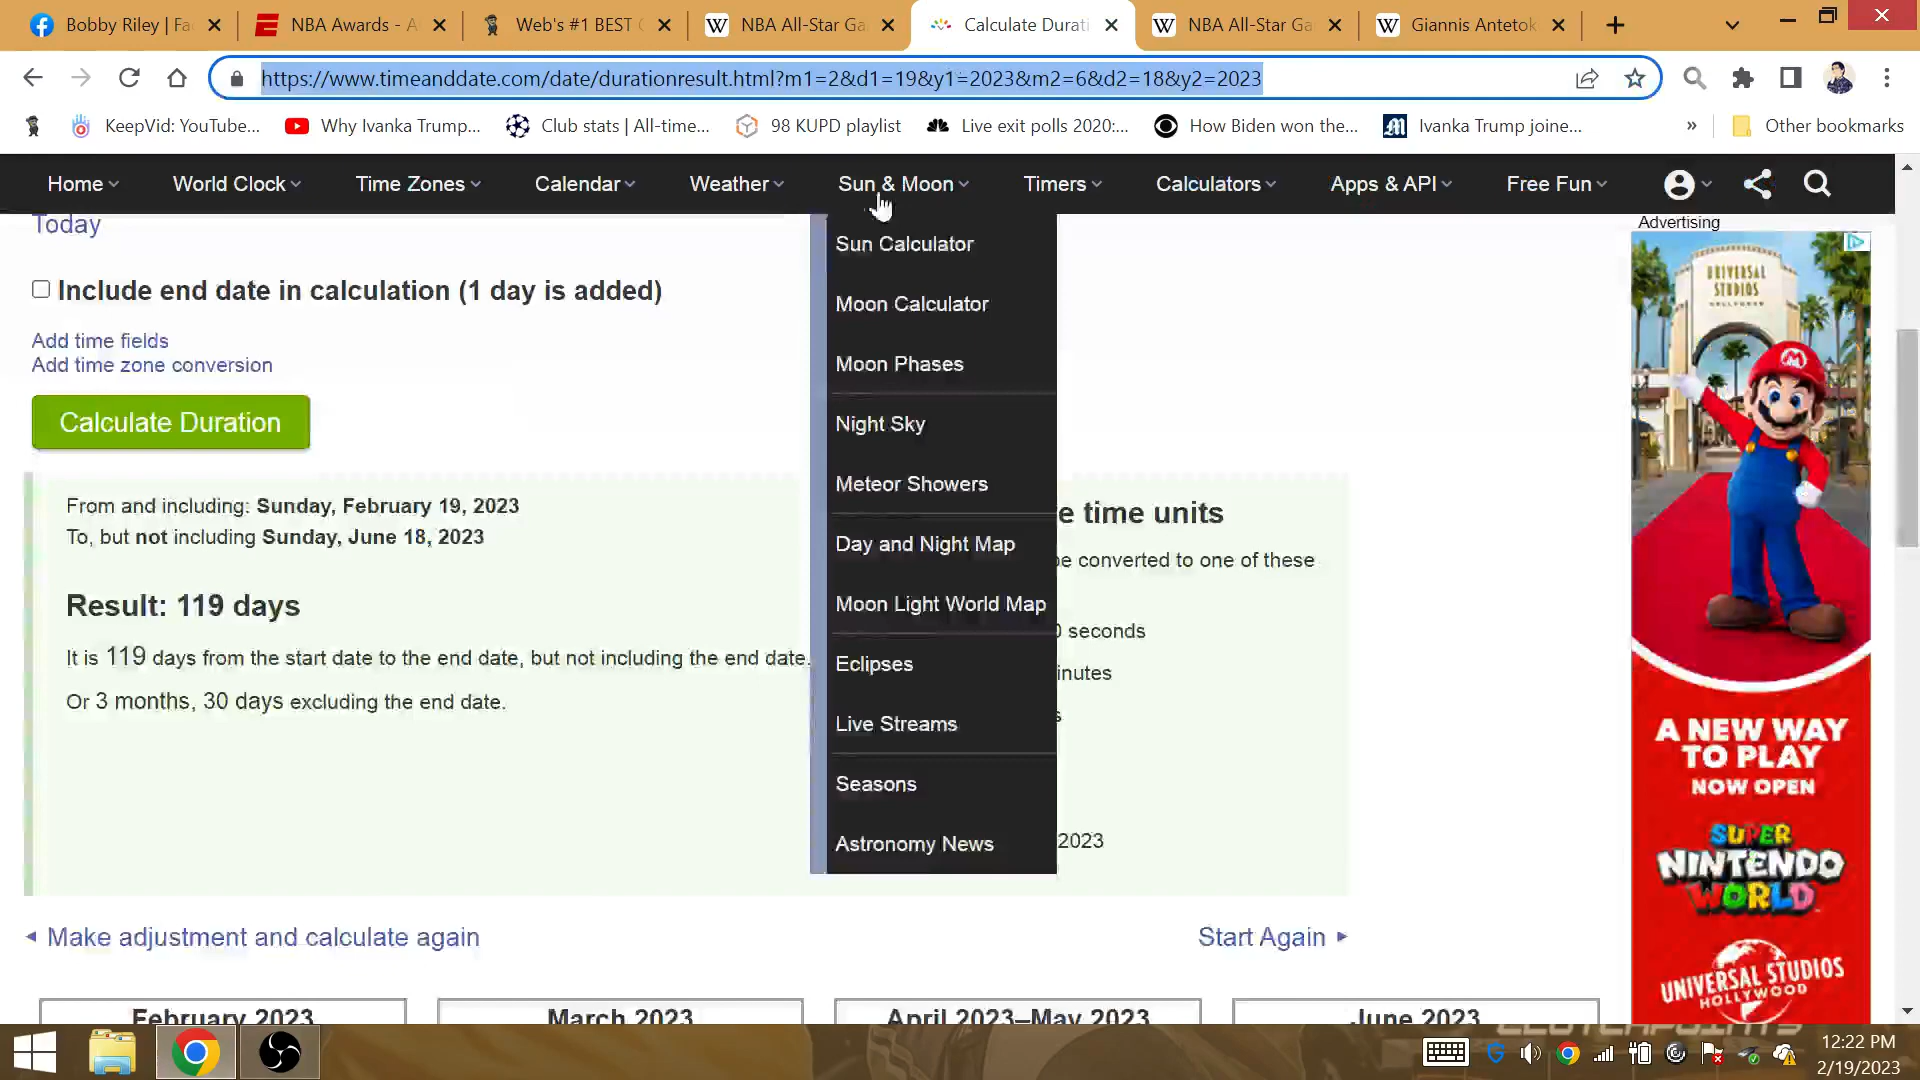 Bobby Riley | Fa
NBA Awards - A
Web's #1 BEST
NBA All-Star Ga
Calculate Durati
NBA All-Star Ga
Giannis Antetok
https://www.timeanddate.com/date/durationresult.html?m1=2&d1=19&y1=2023&m2=6&d2=18&y2=2023
KeepVid: YouTube...
Why Ivanka Trump...
Club stats | All-time...
98 KUPD playlist
Live exit polls 2020:...
How Biden won the...
Ivanka Trump joine...
»
Other bookmarks
Home
World Clock
Time Zones
Calendar
Weather
Sun & Moon
Timers
Calculators
Apps & API
Free Fun
Today
Include end date in calculation (1 day is added)
Add time fields
Add time zone conversion
Calculate Duration
From and including: Sunday, February 19, 2023
To, but not including Sunday, June 18, 2023
Result: 119 days
It is 119 days from the start date to the end date, but not including the end date.
Or 3 months, 30 days excluding the end date.
Sun Calculator
Moon Calculator
Moon Phases
Night Sky
Meteor Showers
Day and Night Map
Moon Light World Map
Eclipses
Live Streams
Seasons
Astronomy News
e time units
be converted to one of these
0 seconds
inutes
s
2023
Make adjustment and calculate again
Start Again
February 2023
March 2023
April 2023–May 2023
June 2023
Advertising
UNIVERSAL
STUDIOS
HOLLYWOOD
M
A NEW WAY
TO PLAY
NOW OPEN
SUPER
NINTENDO
WORLD
UNIVERSAL STUDIOS
HOLLYWOOD
CLUTCHPOINTS
12:22 PM
2/19/2023